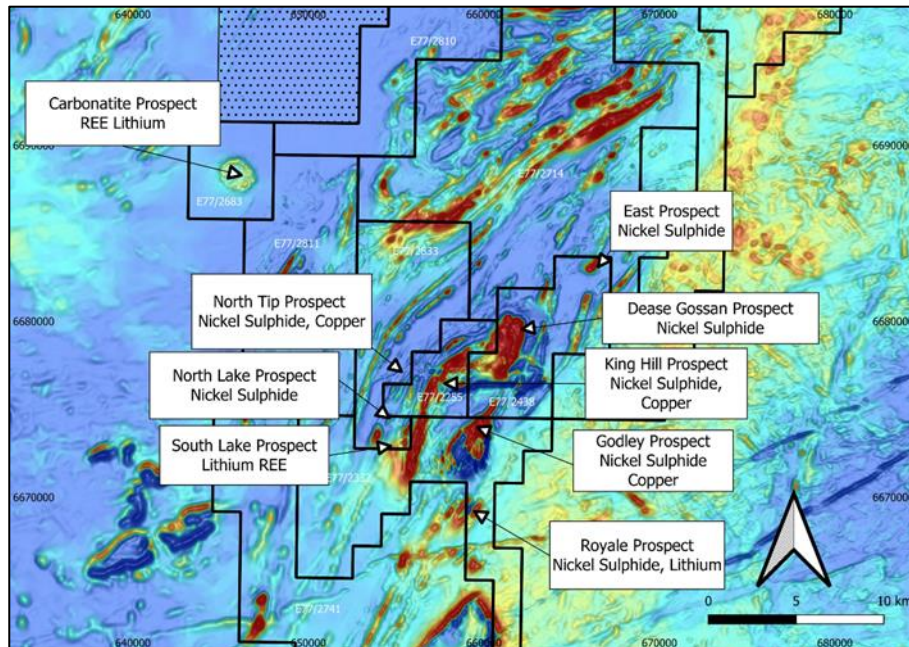 640000
650000
660000
670000
680000
E77/2810
Carbonatite Prospect
REE Lithium
6690000
6690000
E77/2714
E77/2683
East Prospect
Nickel Sulphide
E77/2811
E77/2633
North Tip Prospect
Nickel Sulphide, Copper
Dease Gossan Prospect
Nickel Sulphide
6680000
6680000
North Lake Prospect
Nickel Sulphide
King Hill Prospect
Nickel Sulphide,
Copper
E77/2285
E77/2438
South Lake Prospect
Lithium REE
Godley Prospect
Nickel Sulphide
Copper
6670000
6670000
Royale Prospect
Nickel Sulphide, Lithium
E77/2741
0
5
10 km
640000
650000
660000
670000
680000